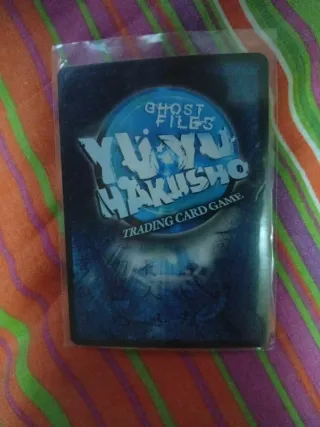 GHOST
FILES
YU YU
HAKUSHO
TRADING CARD GAME